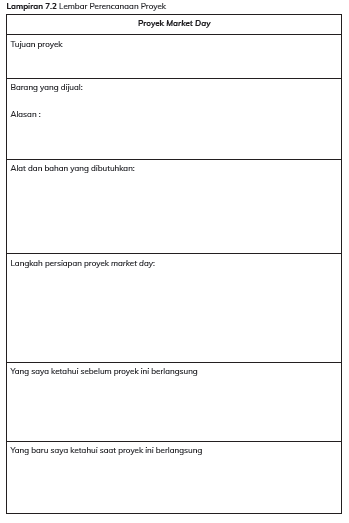 Lampiran 7.2 Lembar Perencanaan Proyek
Proyek Market Day
Tujuan proyek
Barang yang dijual:
Alasan :
Alat dan bahan yang dibutuhkan:
Langkah persiapan proyek market day:
Yang saya ketahui sebelum proyek ini berlangsung
Yang baru saya ketahui saat proyek ini berlangsung